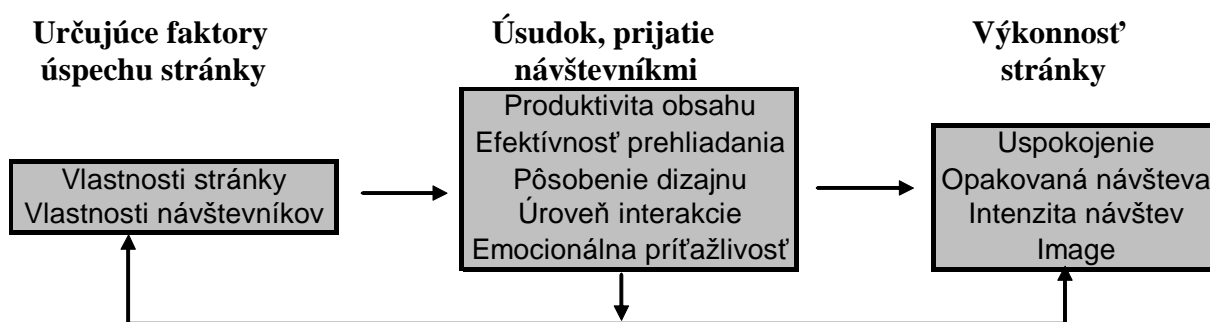 Určujúce faktory
úspechu stránky
Úsudok, prijatie
návštevníkmi
Výkonnosť
stránky
Vlastnosti stránky
Vlastnosti návštevníkov
Produktivita obsahu
Efektívnosť prehliadania
Pôsobenie dizajnu
Úroveň interakcie
Emocionálna príťažlivosť
Uspokojenie
Opakovaná návšteva
Intenzita návštev
Image